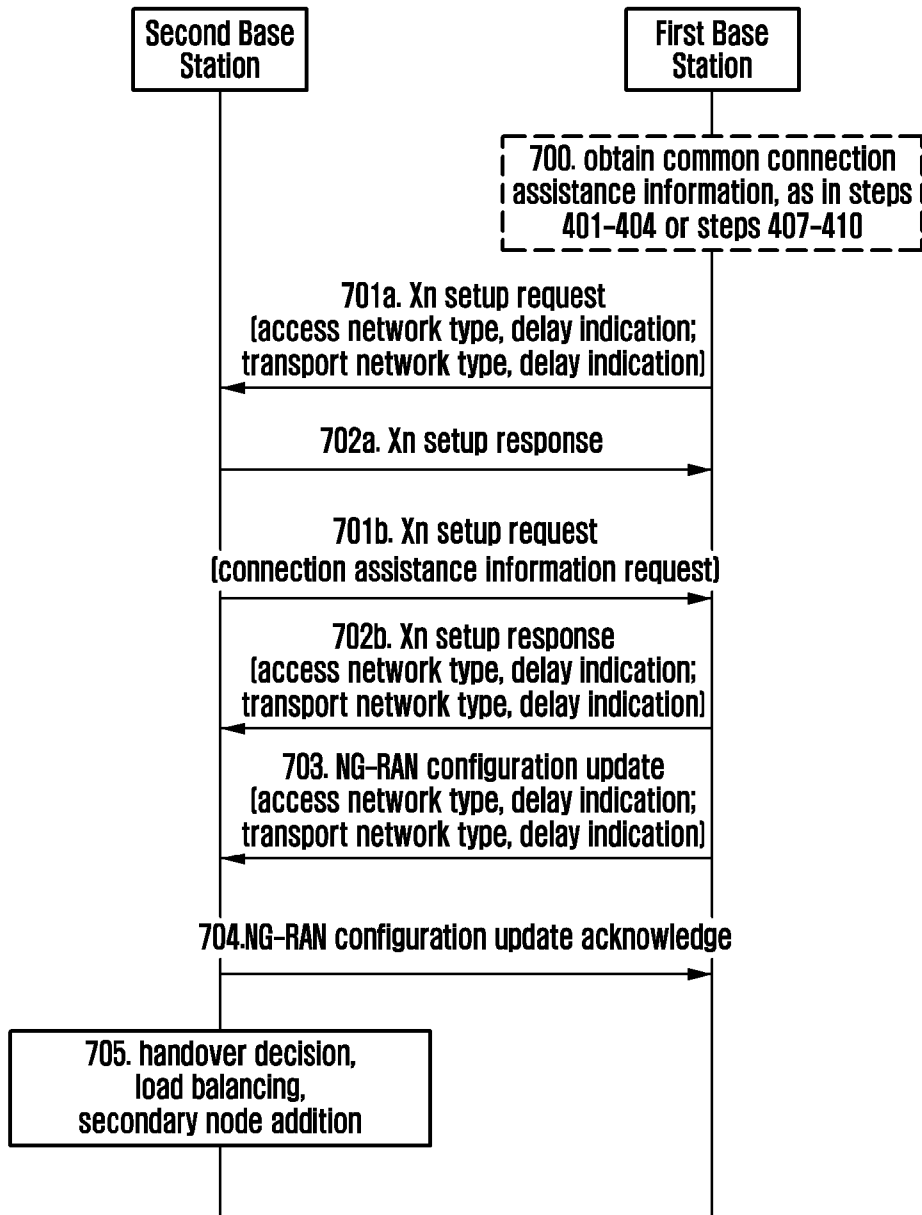 Second Base
Station
First Base
Station
700. obtain common connection
assistance information, as in steps
401-404 or steps 407-410
701a. Xn setup request
(access network type, delay indication;
transport network type, delay indication)
702a. Xn setup response
701b. Xn setup request
(connection assistance information request)
702b. Xn setup response
(access network type, delay indication;
transport network type, delay indication)
703. NG-RAN configuration update
(access network type, delay indication;
transport network type, delay indication)
704.NG-RAN configuration update acknowledge
705. handover decision,
load balancing,
secondary node addition